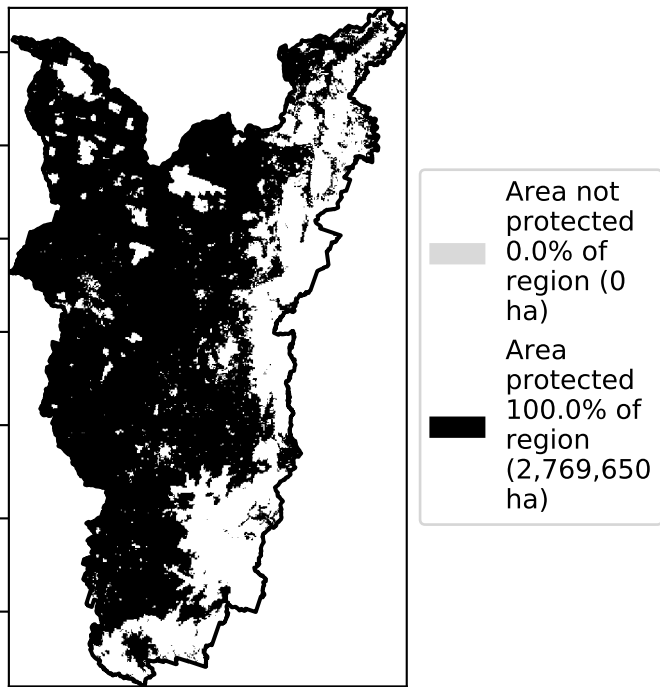 Area not
protected
0.0% of
region (0
ha)
Area
protected
100.0% of
region
(2,769,650
ha)